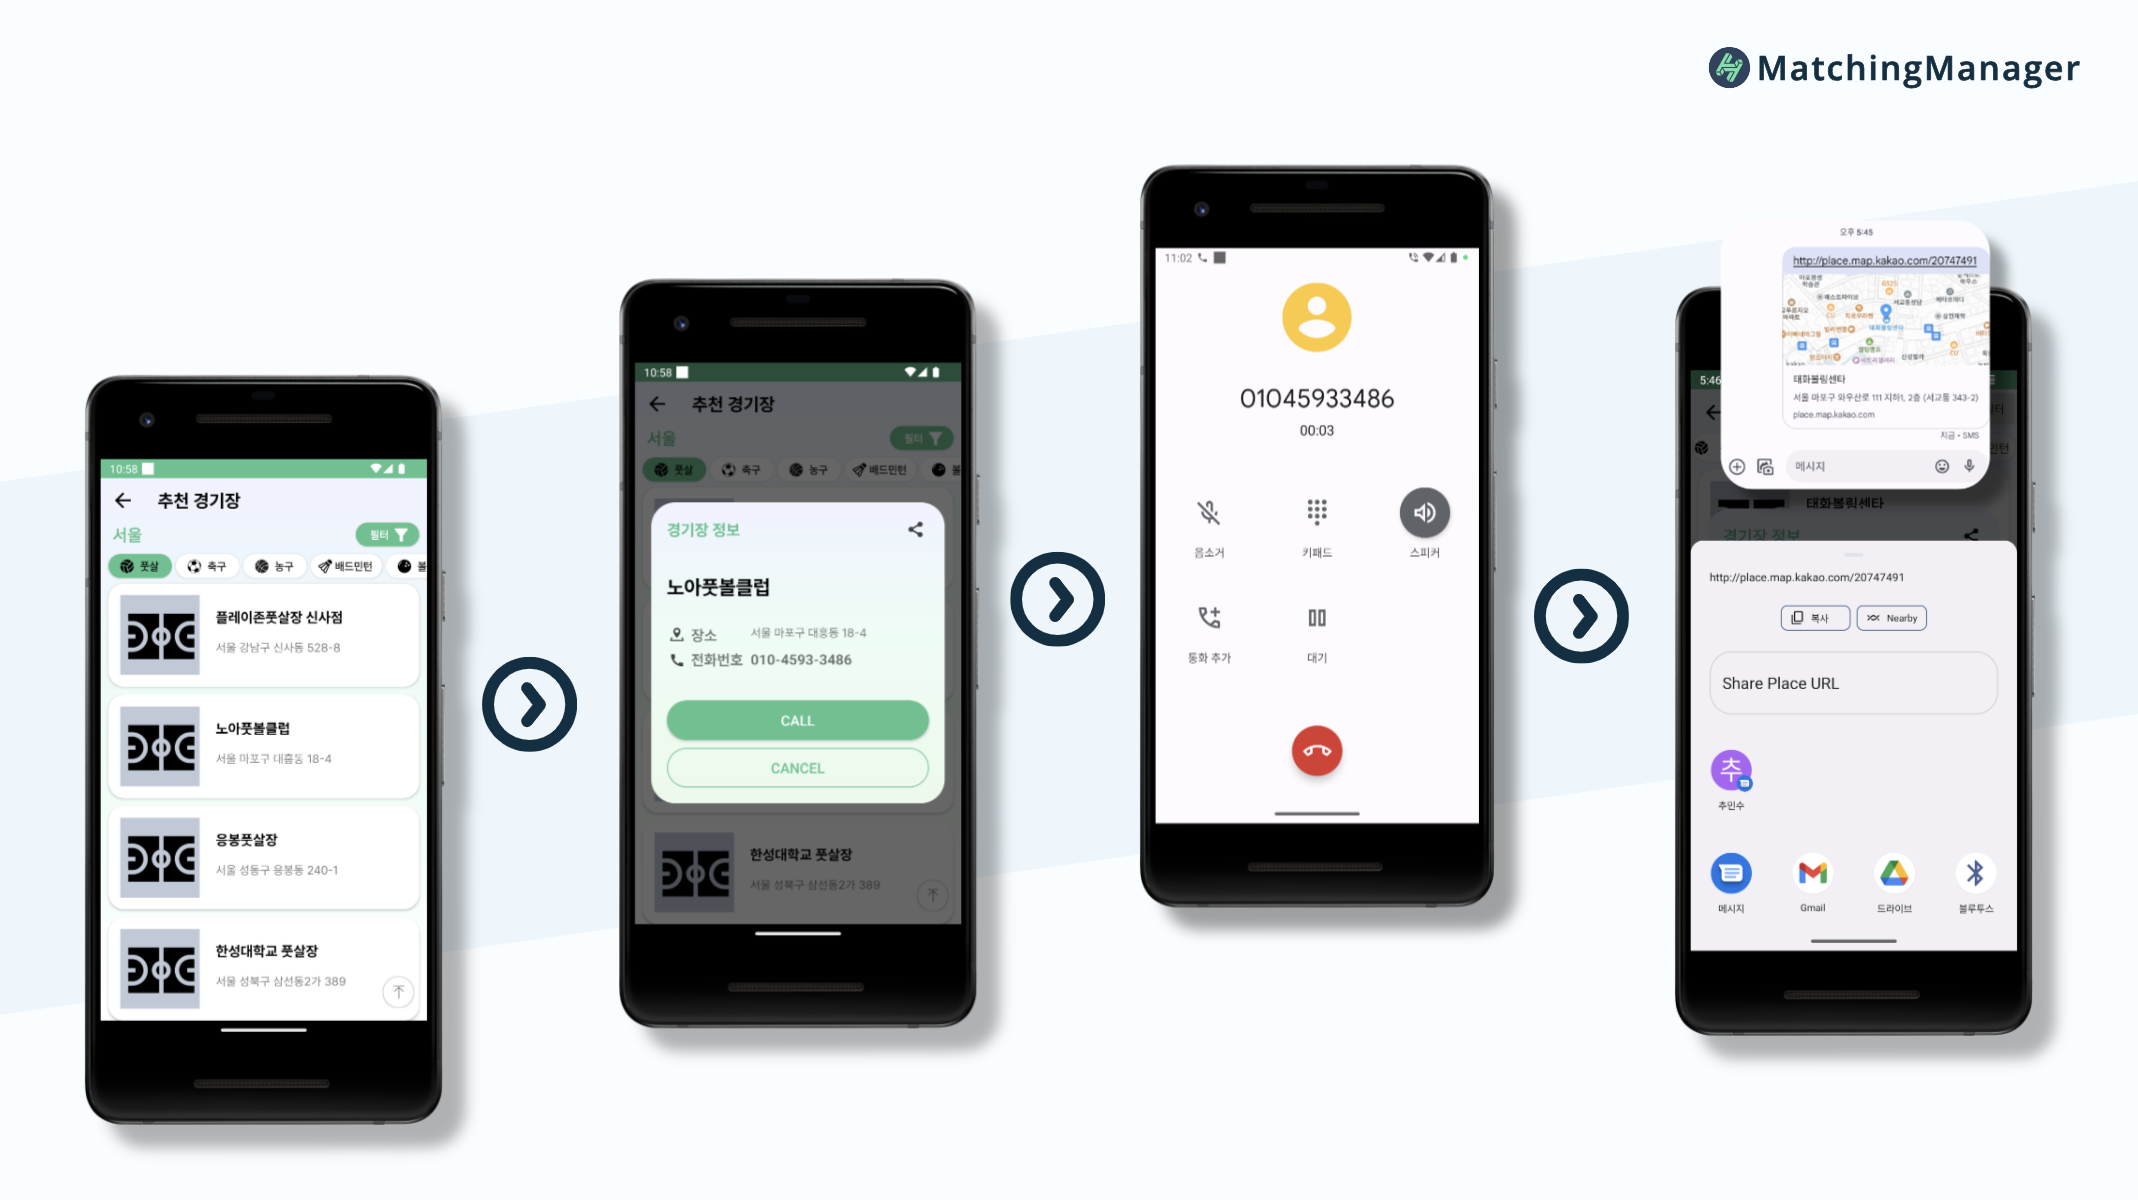 MatchingManager
10:58
추천 경기장
서울
필터
풋살
축구
농구
배드민턴
볼
플레이존풋살장 신사점
서울 강남구 신사동 528-8
노아풋볼클럽
서울 마포구 대흥동 18-4
응봉풋살장
서울 성동구 응봉동 240-1
한성대학교 풋살장
서울 성북구 삼선동2가 389
10:58
추천 경기장
서울
필터
풋살
축구
농구
배드민턴
볼
경기장 정보
노아풋볼클럽
장소 서울 마포구 대흥동 18-4
전화번호 010-4593-3486
CALL
CANCEL
한성대학교 풋살장
서울 성북구 삼선동2가 389
11:02
01045933486
00:03
음소거
키패드
스피커
통화 추가
대기
오후 5:45
http://place.map.kakao.com/20747491
태화볼링센타
서울 마포구 와우산로 111 지하1, 2층 (서교동 343-2)
place.map.kakao.com
지금 • SMS
메시지
5:46
태화볼링센타
경기장 정보
http://place.map.kakao.com/20747491
복사
Nearby
Share Place URL
추
추민수
메시지
Gmail
드라이브
블루투스